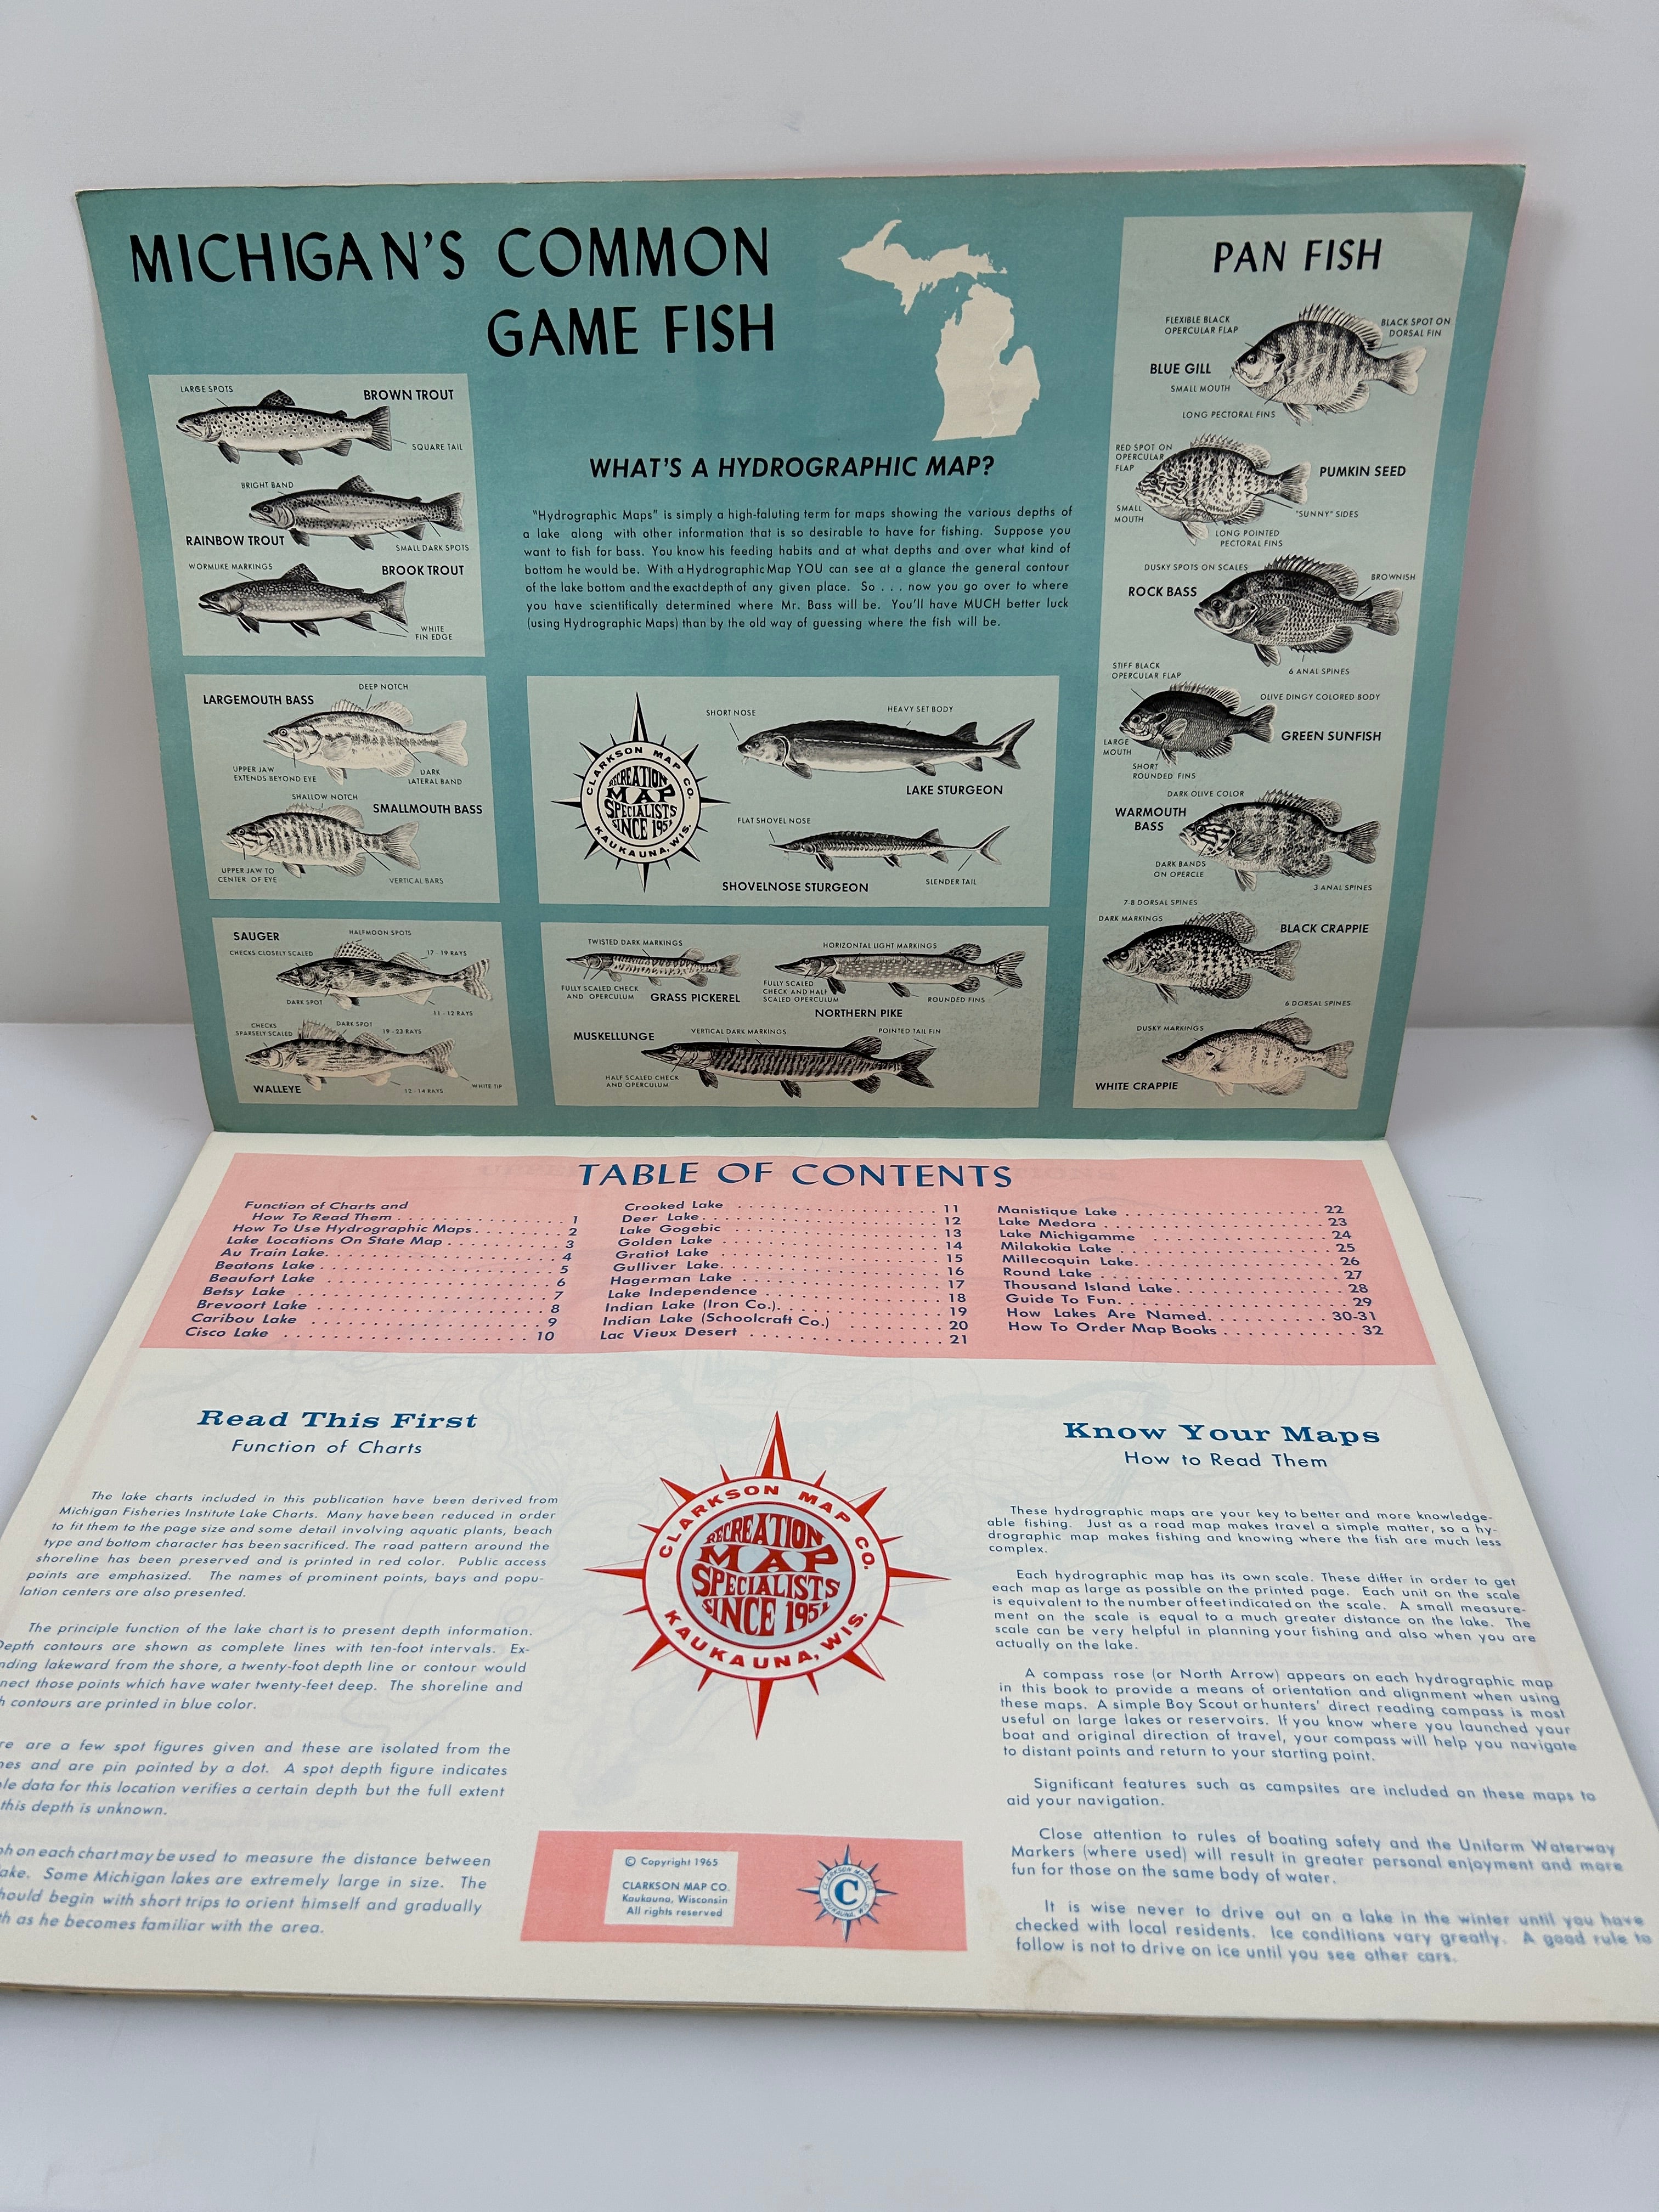 MICHIGAN'S COMMON
GAME FISH
LARGE SPOTS
BROWN TROUT
SQUARE TAIL
BRIGHT BAND
RAINBOW TROUT
SMALL DARK SPOTS
WORMLIKE MARKINGS
BROOK TROUT
WHITE
FIN EDGE
LARGEMOUTH BASS
DEEP NOTCH
UPPER JAW
EXTENDS BEYOND EYE
DARK
LATERAL BAND
SHALLOW NOTCH
SMALLMOUTH BASS
UPPER JAW TO
CENTER OF EYE
VERTICAL BARS
SAUGER
HALFMOON SPOTS
CHECKS CLOSELY SCALED
17-19 RAYS
DARK SPOT
11-12 RAYS
CHECKS
SPARSELY SCALED
DARK SPOT
19-23 RAYS
WALLEYE
12-14 RAYS
WHITE TIP
WHAT'S A HYDROGRAPHIC MAP?
"Hydrographic Maps" is simply a high-faluting term for maps showing the various depths of
a lake along with other information that is so desirable to have for fishing. Suppose you
want to fish for bass. You know his feeding habits and at what depths and over what kind of
bottom he would be. With a Hydrographic Map YOU can see at a glance the general contour
of the lake bottom and the exact depth of any given place. So . . . now you go over to where
you have scientifically determined where Mr. Bass will be. You'll have MUCH better luck
(using Hydrographic Maps) than by the old way of guessing where the fish will be.
CLARKSON MAP CO.
RECREATION
MAP
SPECIALISTS
SINCE 1951
KAUKAUNA, WIS.
SHORT NOSE
HEAVY SET BODY
LAKE STURGEON
FLAT SHOVEL NOSE
SHOVELNOSE STURGEON
SLENDER TAIL
TWISTED DARK MARKINGS
FULLY SCALED CHECK
AND OPERCULUM
GRASS PICKEREL
HORIZONTAL LIGHT MARKINGS
FULLY SCALED
CHECK AND HALF
SCALED OPERCULUM
ROUNDED FINS
NORTHERN PIKE
MUSKELLUNGE
VERTICAL DARK MARKINGS
POINTED TAIL FIN
HALF SCALED CHECK
AND OPERCULUM
PAN FISH
FLEXIBLE BLACK
OPERCULAR FLAP
BLACK SPOT ON
DORSAL FIN
BLUE GILL
SMALL MOUTH
LONG PECTORAL FINS
RED SPOT ON
OPERCULAR
FLAP
PUMKIN SEED
SMALL
MOUTH
"SUNNY" SIDES
LONG POINTED
PECTORAL FINS
DUSKY SPOTS ON SCALES
BROWNISH
ROCK BASS
6 ANAL SPINES
STIFF BLACK
OPERCULAR FLAP
OLIVE DINGY COLORED BODY
GREEN SUNFISH
LARGE
MOUTH
SHORT
ROUNDED FINS
DARK OLIVE COLOR
WARMOUTH
BASS
DARK BANDS
ON OPERCLE
3 ANAL SPINES
7-8 DORSAL SPINES
DARK MARKINGS
BLACK CRAPPIE
6 DORSAL SPINES
DUSKY MARKINGS
WHITE CRAPPIE
TABLE OF CONTENTS
Function of Charts and
How To Read Them . . . . . . . . . . . . . . . 1
How To Use Hydrographic Maps . . . . . . . . 2
Lake Locations On State Map . . . . . . . . . . 3
Au Train Lake . . . . . . . . . . . . . . . . . . . . 4
Beatons Lake . . . . . . . . . . . . . . . . . . . . 5
Beaufort Lake . . . . . . . . . . . . . . . . . . . . 6
Betsy Lake . . . . . . . . . . . . . . . . . . . . . . 7
Brevoort Lake . . . . . . . . . . . . . . . . . . . . 8
Caribou Lake . . . . . . . . . . . . . . . . . . . . 9
Cisco Lake . . . . . . . . . . . . . . . . . . . . . . 10
Crooked Lake . . . . . . . . . . . . . . . . . . . 11
Deer Lake . . . . . . . . . . . . . . . . . . . . . 12
Lake Gogebic . . . . . . . . . . . . . . . . . . . 13
Golden Lake . . . . . . . . . . . . . . . . . . . . 14
Gratiot Lake . . . . . . . . . . . . . . . . . . . . 15
Gulliver Lake . . . . . . . . . . . . . . . . . . . 16
Hagerman Lake . . . . . . . . . . . . . . . . . . 17
Lake Independence . . . . . . . . . . . . . . . 18
Indian Lake (Iron Co.) . . . . . . . . . . . . . . 19
Indian Lake (Schoolcraft Co.) . . . . . . . . . 20
Lac Vieux Desert . . . . . . . . . . . . . . . . . 21
Manistique Lake . . . . . . . . . . . . . . . . . 22
Lake Medora . . . . . . . . . . . . . . . . . . . 23
Lake Michigamme . . . . . . . . . . . . . . . . 24
Milakokia Lake . . . . . . . . . . . . . . . . . . 25
Millecoquin Lake . . . . . . . . . . . . . . . . . 26
Round Lake . . . . . . . . . . . . . . . . . . . . 27
Thousand Island Lake . . . . . . . . . . . . . . 28
Guide To Fun . . . . . . . . . . . . . . . . . . . 29
How Lakes Are Named . . . . . . . . . . . 30-31
How To Order Map Books . . . . . . . . . . . 32
Read This First
Function of Charts
The lake charts included in this publication have been derived from
Michigan Fisheries Institute Lake Charts. Many have been reduced in order
to fit them to the page size and some detail involving aquatic plants, beach
type and bottom character has been sacrificed. The road pattern around the
shoreline has been preserved and is printed in red color. Public access
points are emphasized. The names of prominent points, bays and popu-
lation centers are also presented.
The principle function of the lake chart is to present depth information.
Depth contours are shown as complete lines with ten-foot intervals. Ex-
nding lakeward from the shore, a twenty-foot depth line or contour would
nect those points which have water twenty-feet deep. The shoreline and
h contours are printed in blue color.
re are a few spot figures given and these are isolated from the
nes and are pin pointed by a dot. A spot depth figure indicates
le data for this location verifies a certain depth but the full extent
this depth is unknown.
ph on each chart may be used to measure the distance between
ake. Some Michigan lakes are extremely large in size. The
hould begin with short trips to orient himself and gradually
th as he becomes familiar with the area.
CLARKSON MAP CO.
RECREATION
MAP
SPECIALISTS
SINCE 1951
KAUKAUNA, WIS.
© Copyright 1965
CLARKSON MAP CO.
Kaukauna, Wisconsin
All rights reserved
CLARKSON MAP CO.
C
KAUKAUNA, WIS.
Know Your Maps
How to Read Them
These hydrographic maps are your key to better and more knowledge-
able fishing. Just as a road map makes travel a simple matter, so a hy-
drographic map makes fishing and knowing where the fish are much less
complex.
Each hydrographic map has its own scale. These differ in order to get
each map as large as possible on the printed page. Each unit on the scale
is equivalent to the number of feet indicated on the scale. A small measure-
ment on the scale is equal to a much greater distance on the lake. The
scale can be very helpful in planning your fishing and also when you are
actually on the lake.
A compass rose (or North Arrow) appears on each hydrographic map
in this book to provide a means of orientation and alignment when using
these maps. A simple Boy Scout or hunters' direct reading compass is most
useful on large lakes or reservoirs. If you know where you launched your
boat and original direction of travel, your compass will help you navigate
to distant points and return to your starting point.
Significant features such as campsites are included on these maps to
aid your navigation.
Close attention to rules of boating safety and the Uniform Waterway
Markers (where used) will result in greater personal enjoyment and more
fun for those on the same body of water.
It is wise never to drive out on a lake in the winter until you have
checked with local residents. Ice conditions vary greatly. A good rule to
follow is not to drive on ice until you see other cars.